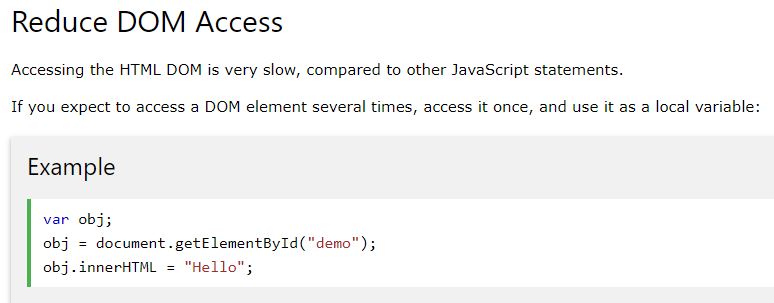 Reduce DOM Access
Accessing the HTML DOM is very slow, compared to other JavaScript statements.
If you expect to access a DOM element several times, access it once, and use it as a local variable:
Example
var obj;
obj = document.getElementById("demo");
obj.innerHTML = "Hello";